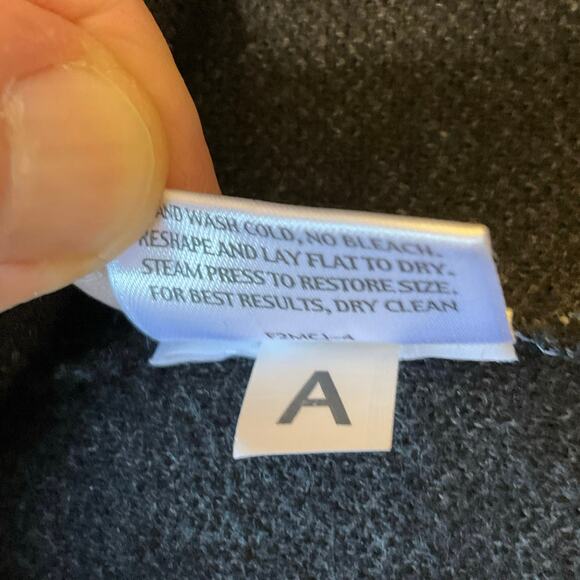 AND WASH COLD, NO BLEACH.
RESHAPE AND LAY FLAT TO DRY.
STEAM PRESS TO RESTORE SIZE.
FOR BEST RESULTS, DRY CLEAN
A